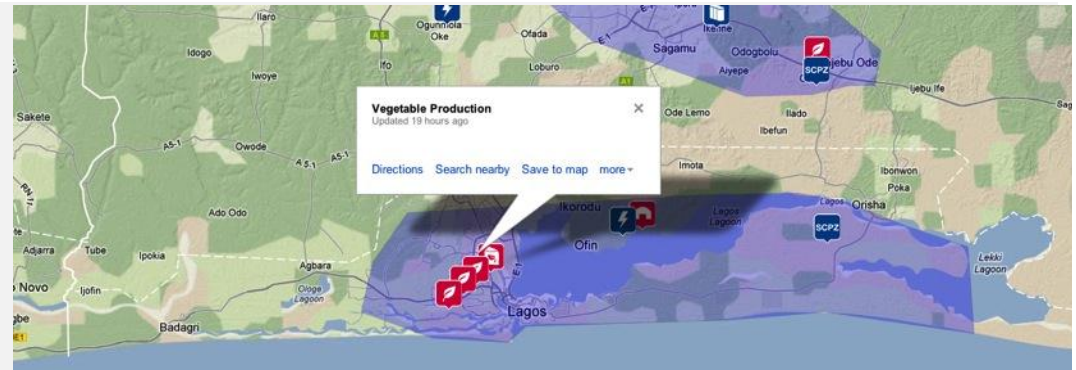 Ilaro
Ogunmola
Oke
Ofada
E1
Ikenne
Idogo
Ifo
Sagamu
Odogbolu
Ijebu Ode
SCPZ
Iwoye
Loburo
A1
Aiyepe
Ijebu Ife
Vegetable Production
Updated 19 hours ago
Directions Search nearby Save to map more
Sakete
Ode Lemo
Ilado
Ibefun
A5-1
Owode
A5-1
A5-1
Imota
Ibonwon
Poka
RN1r.
Ado Odo
Ikorodu
Lagos
Lagoon
Lagos
Orisha
SCPZ
Adjarra
Tube
Ipokia
Agbara
E1
Ofin
Lekki
Lagoon
Novo
Ijofin
Ologe
Lagoon
Lagos
Badagri